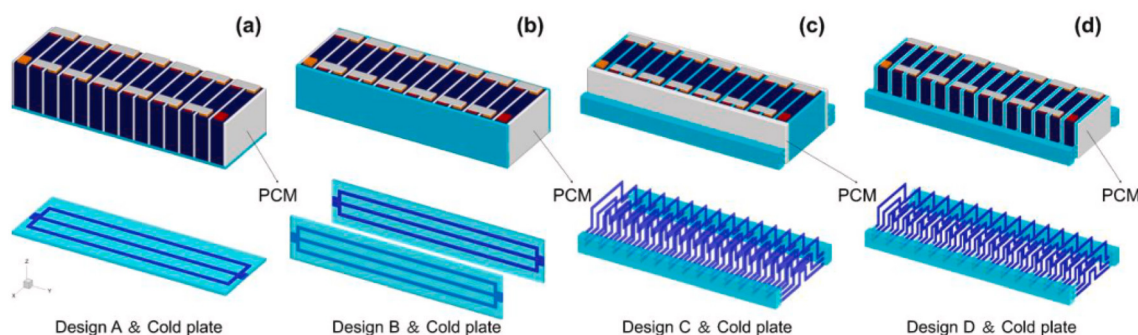 (a)
(b)
(c)
(d)
PCM
PCM
PCM
PCM
Z
X
Y
Design A & Cold plate
Design B & Cold plate
Design C & Cold plate
Design D & Cold plate